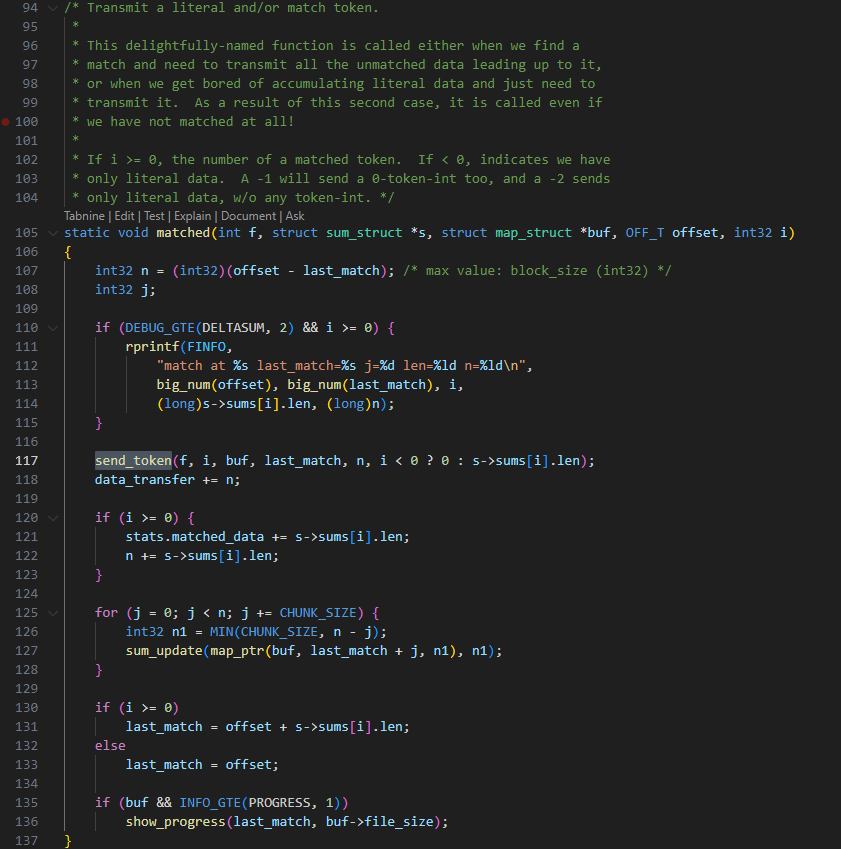 94 /* Transmit a literal and/or match token.
95 *
96 * This delightfully-named function is called either when we find a
97 * match and need to transmit all the unmatched data leading up to it,
98 * or when we get bored of accumulating literal data and just need to
99 * transmit it.  As a result of this second case, it is called even if
100 * we have not matched at all!
101 *
102 * If i >= 0, the number of a matched token.  If < 0, indicates we have
103 * only literal data.  A -1 will send a 0-token-int too, and a -2 sends
104 * only literal data, w/o any token-int. */
Tabnine | Edit | Test | Explain | Document | Ask
105 static void matched(int f, struct sum_struct *s, struct map_struct *buf, OFF_T offset, int32 i)
106 {
107 int32 n = (int32)(offset - last_match); /* max value: block_size (int32) */
108 int32 j;
109
110 if (DEBUG_GTE(DELTASUM, 2) && i >= 0) {
111 rprintf(FINFO,
112 "match at %s last_match=%s j=%d len=%ld n=%ld\n",
113 big_num(offset), big_num(last_match), i,
114 (long)s->sums[i].len, (long)n);
115 }
116
117 send_token(f, i, buf, last_match, n, i < 0 ? 0 : s->sums[i].len);
118 data_transfer += n;
119
120 if (i >= 0) {
121 stats.matched_data += s->sums[i].len;
122 n += s->sums[i].len;
123 }
124
125 for (j = 0; j < n; j += CHUNK_SIZE) {
126 int32 n1 = MIN(CHUNK_SIZE, n - j);
127 sum_update(map_ptr(buf, last_match + j, n1), n1);
128 }
129
130 if (i >= 0)
131 last_match = offset + s->sums[i].len;
132 else
133 last_match = offset;
134
135 if (buf && INFO_GTE(PROGRESS, 1))
136 show_progress(last_match, buf->file_size);
137 }